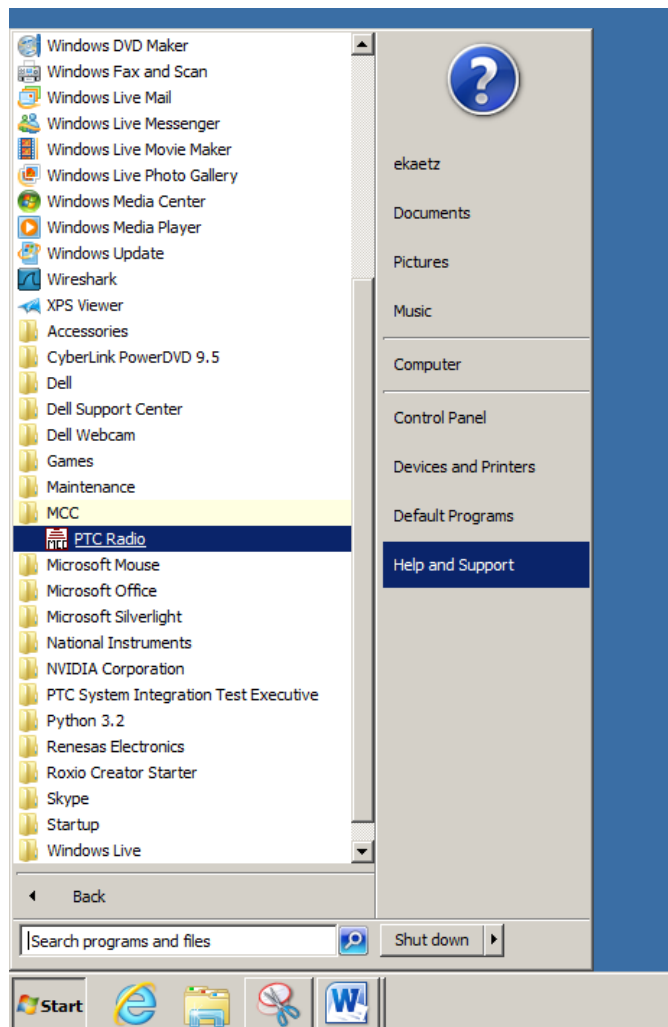 Windows DVD Maker
Windows Fax and Scan
Windows Live Mail
Windows Live Messenger
Windows Live Movie Maker
Windows Live Photo Gallery
Windows Media Center
Windows Media Player
Windows Update
Wireshark
XPS Viewer
Accessories
CyberLink PowerDVD 9.5
Dell
Dell Support Center
Dell Webcam
Games
Maintenance
MCC
MCC PTC Radio
Microsoft Mouse
Microsoft Office
Microsoft Silverlight
National Instruments
NVIDIA Corporation
PTC System Integration Test Executive
Python 3.2
Renesas Electronics
Roxio Creator Starter
Skype
Startup
Windows Live
Back
Search programs and files
?
ekaetz
Documents
Pictures
Music
Computer
Control Panel
Devices and Printers
Default Programs
Help and Support
Shut down
Start
W